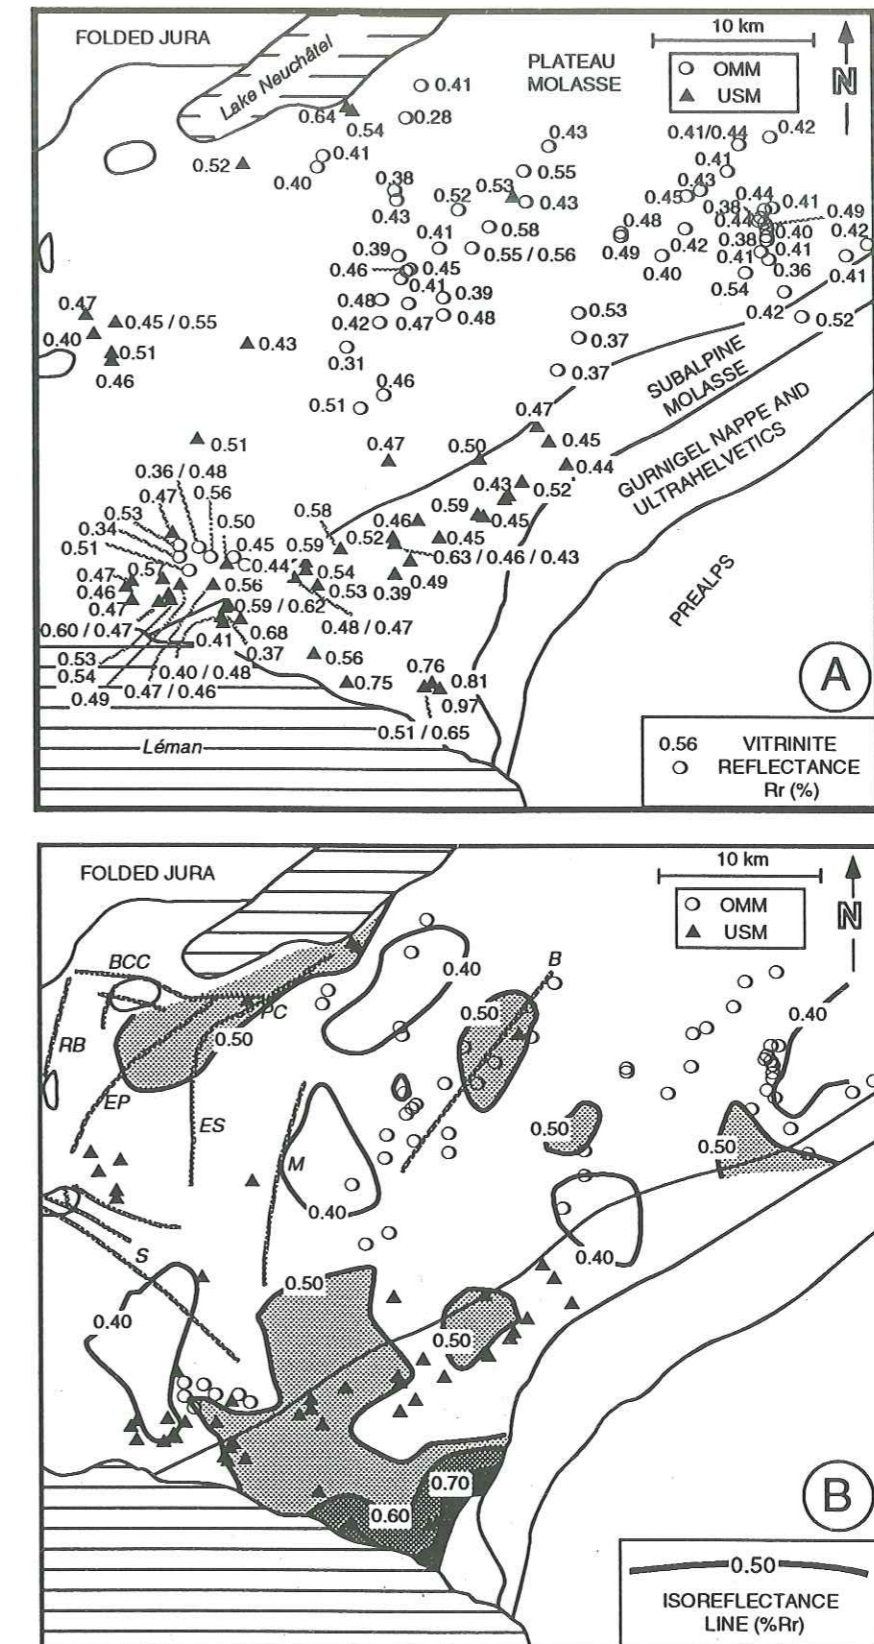 FOLDED JURA
Lake Neuchâtel
PLATEAU
MOLASSE
10 km
OMM
USM
N
0.41
0.28
0.64
0.54
0.52
0.41
0.40
0.43
0.41/0.44
0.42
0.38
0.43
0.52
0.53
0.55
0.43
0.41
0.43
0.45
0.44
0.38
0.41
0.44
0.49
0.58
0.48
0.49
0.42
0.40
0.38
0.40
0.41
0.41
0.36
0.42
0.41
0.39
0.41
0.46
0.45
0.55 / 0.56
0.40
0.54
0.41
0.48
0.39
0.42
0.47
0.48
0.53
0.37
0.42
0.52
0.47
0.45 / 0.55
0.40
0.51
0.46
0.43
0.31
0.46
0.51
0.37
SUBALPINE
MOLASSE
GURNIGEL NAPPE AND
ULTRAHELVETICS
PREALPS
0.47
0.45
0.44
0.51
0.47
0.50
0.36 / 0.48
0.47
0.56
0.53
0.34
0.51
0.50
0.45
0.44
0.58
0.59
0.52
0.46
0.59
0.43
0.52
0.45
0.45
0.63 / 0.46 / 0.43
0.47
0.46
0.47
0.56
0.54
0.53
0.39
0.49
0.59 / 0.62
0.48 / 0.47
0.60 / 0.47
0.41
0.68
0.37
0.53
0.54
0.49
0.40 / 0.48
0.47 / 0.46
0.56
0.75
0.76
0.81
0.97
0.51 / 0.65
Léman
A
0.56 VITRINITE
REFLECTANCE
Rr (%)
FOLDED JURA
10 km
OMM
USM
N
BCC
PC
RB
EP
ES
0.50
0.40
B
0.50
0.40
0.50
0.50
M
0.40
0.40
S
0.40
0.50
0.50
0.70
0.60
B
0.50
ISOREFLECTANCE
LINE (%Rr)